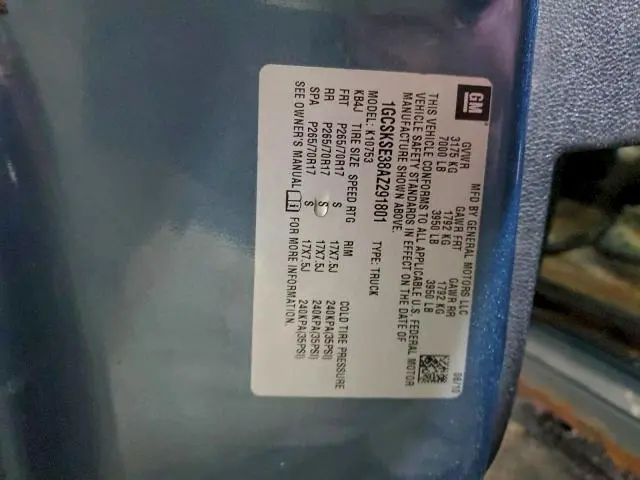 GM
MFD BY GENERAL MOTORS LLC 06/10
GVWR GAWR FRT GAWR RR
3175 KG 1792 KG 1792 KG
7000 LB 3950 LB 3950 LB
THIS VEHICLE CONFORMS TO ALL APPLICABLE U.S. FEDERAL MOTOR
VEHICLE SAFETY STANDARDS IN EFFECT ON THE DATE OF
MANUFACTURE SHOWN ABOVE.
1GCSKSE38AZ291801 TYPE: TRUCK
MODEL: K10753
KB4J TIRE SIZE SPEED RTG RIM COLD TIRE PRESSURE
FRT P265/70R17 S 17X7.5J 240KPA(35PSI)
RR P265/70R17 S 17X7.5J 240KPA(35PSI)
SPA P265/70R17 S 17X7.5J 240KPA(35PSI)
SEE OWNER'S MANUAL FOR MORE INFORMATION.